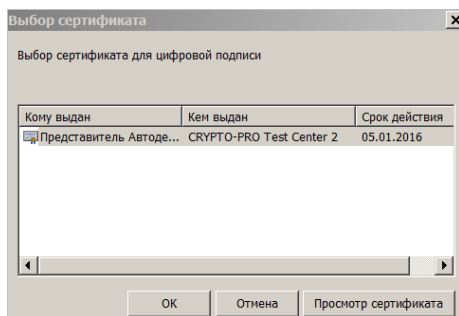 Выбор сертификата
Выбор сертификата для цифровой подписи
Кому выдан Кем выдан Срок действия
Представитель Автоде... CRYPTO-PRO Test Center 2 05.01.2016
ОК Отмена Просмотр сертификата